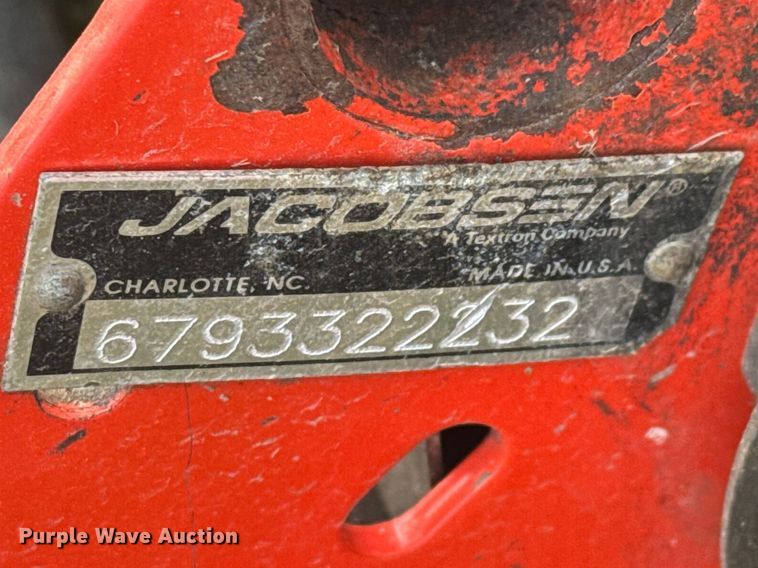 JACOBSEN®
A Textron Company
CHARLOTTE, NC.
MADE IN U.S.A.
6793322232
Purple Wave Auction